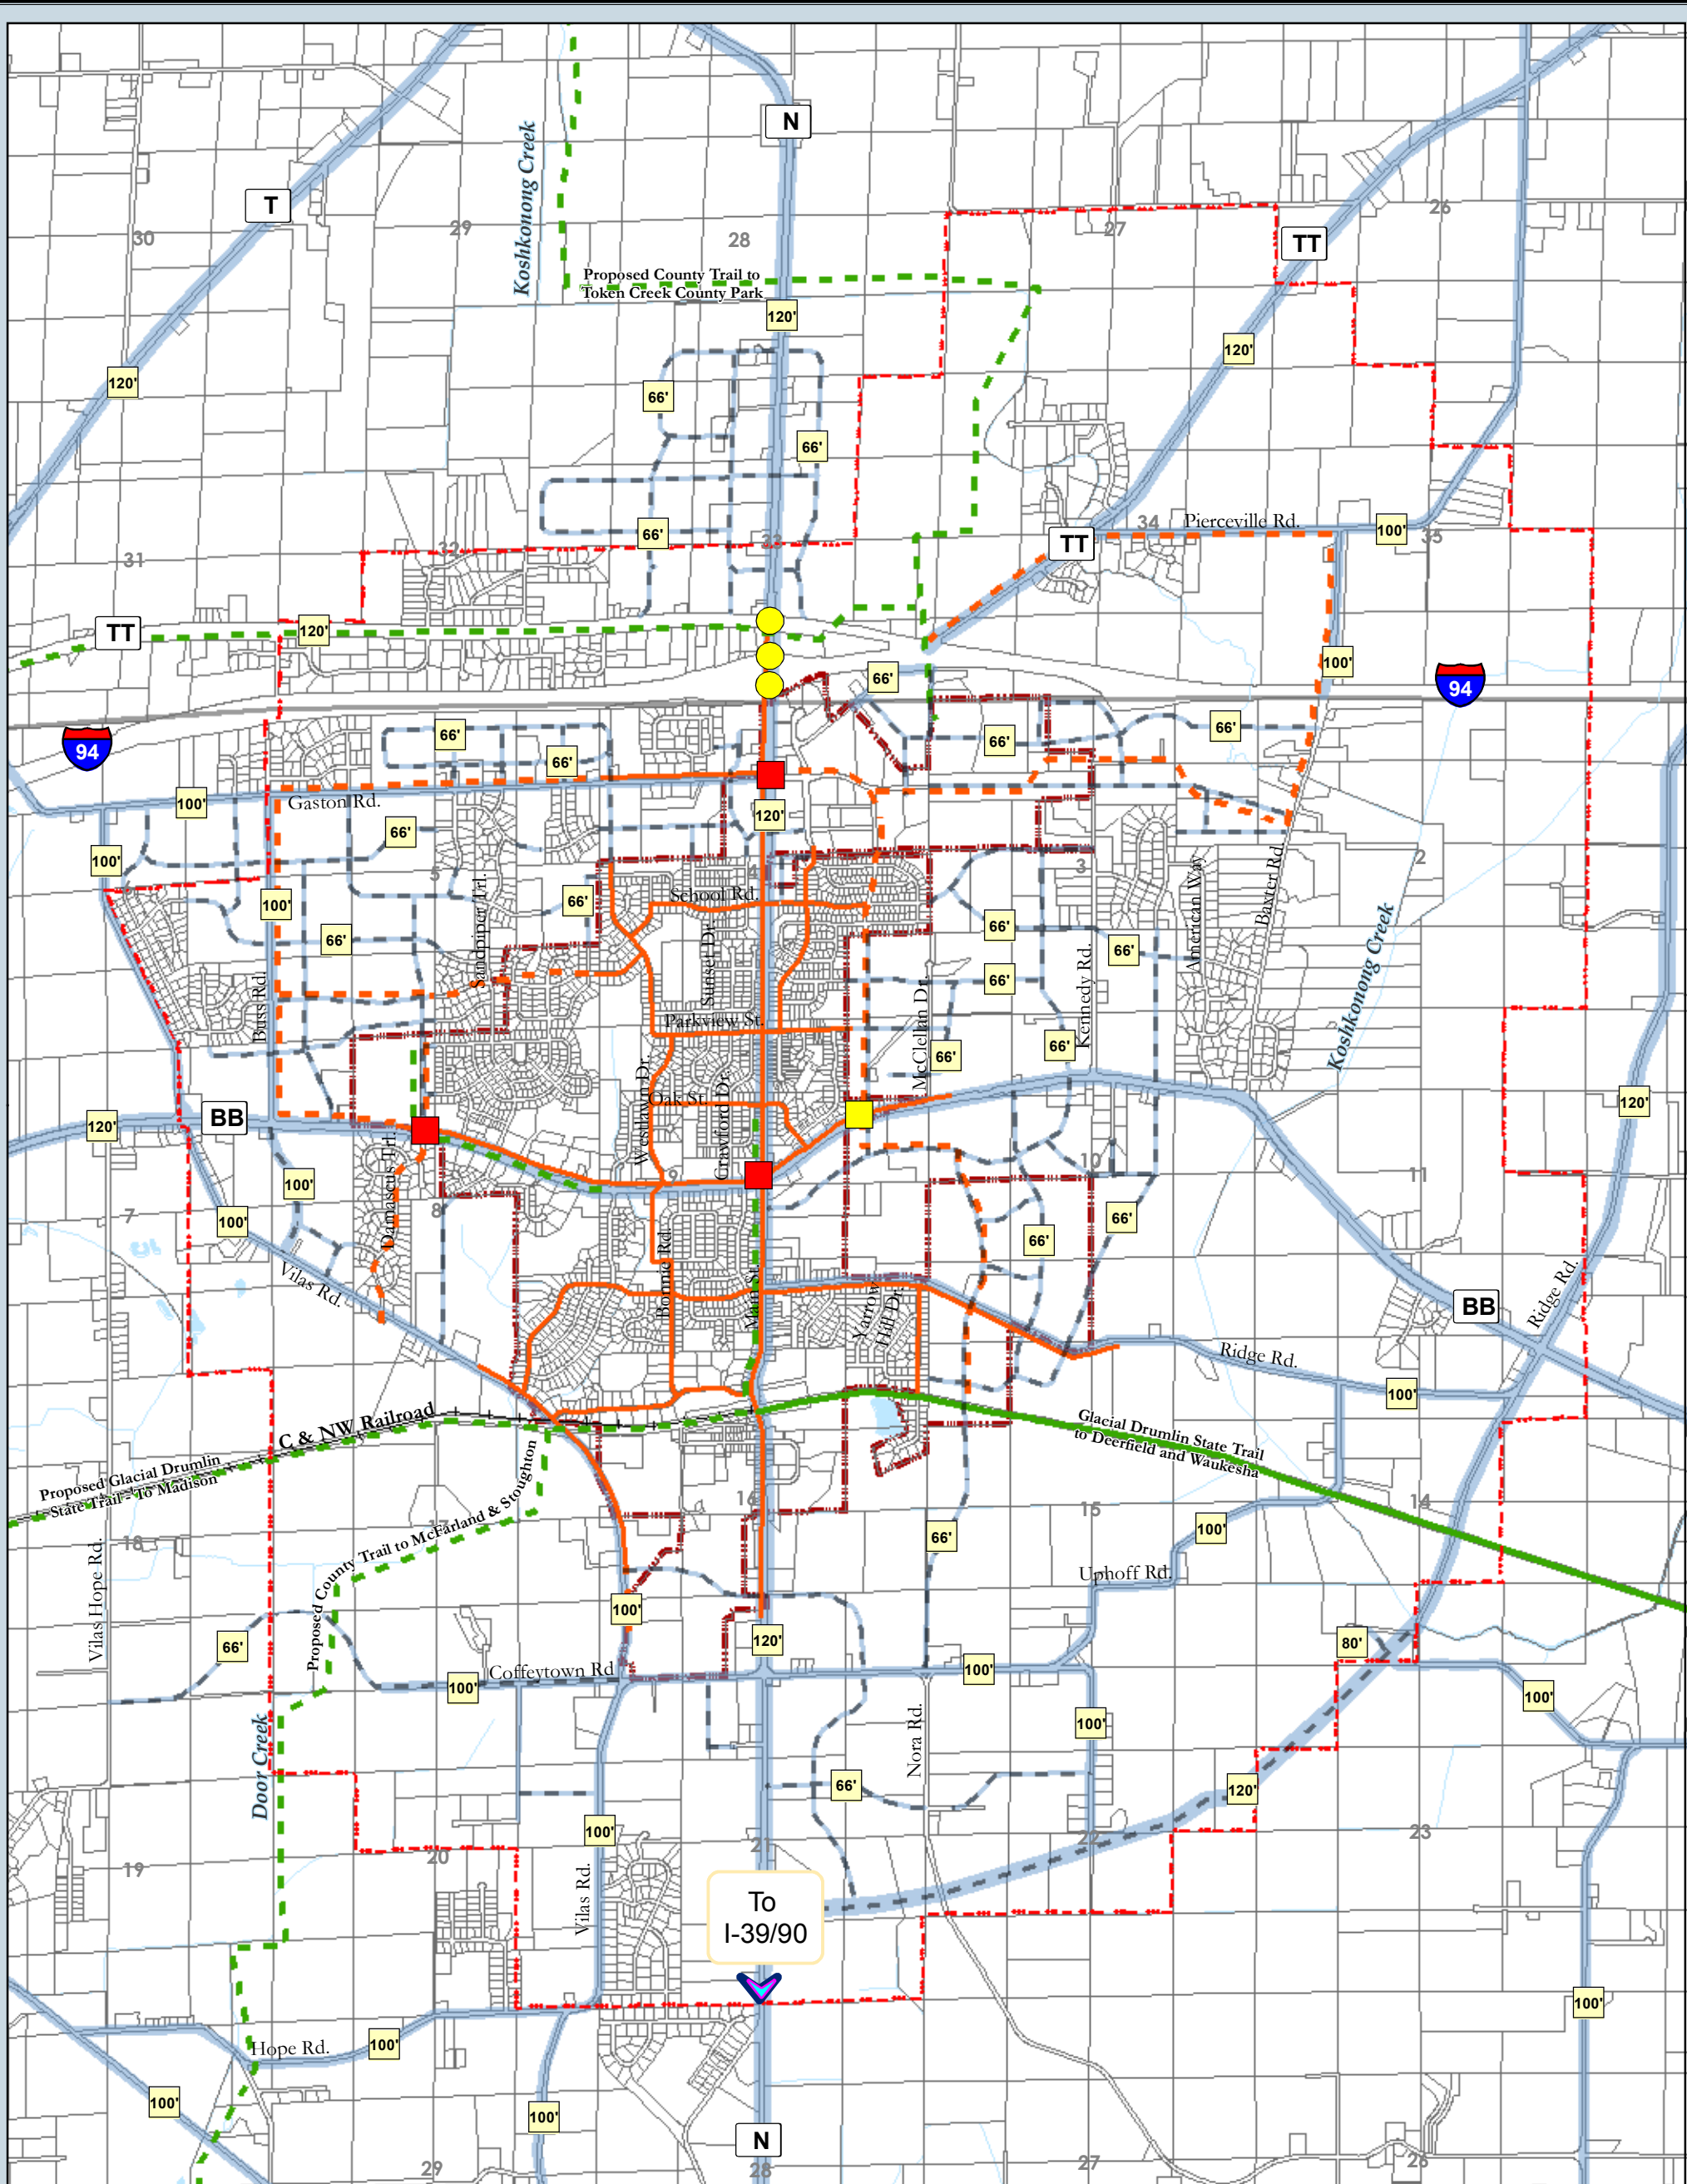 N
T
Koshkonong Creek
30
29
28
27
26
TT
Proposed County Trail to
Token Creek County Park
120'
120'
120'
66'
66'
66'
TT
34
Pierceville Rd.
100'
35
31
32
33
TT
120'
100'
66'
94
94
66'
66'
66'
66'
Gaston Rd.
100'
120'
66'
100'
5
4
3
2
6
Sandpiper Trl.
School Rd.
66'
100'
American Way
Baxter Rd.
66'
66'
66'
Buss Rd.
Sunset Dr.
66'
McClellan Dr.
Kennedy Rd.
Koshkonong Creek
Parkview St.
66'
66'
Westlawn Dr.
Oak St.
Crawford Dr.
120'
BB
120'
100'
Damascus Trl.
9
10
11
7
8
100'
66'
66'
Vilas Rd.
Bonnie Rd.
Main St.
Yarrow
Hill Dr.
BB
Ridge Rd.
Ridge Rd.
100'
C & NW Railroad
Glacial Drumlin State Trail
to Deerfield and Waukesha
Proposed Glacial Drumlin
State Trail - To Madison
Proposed County Trail to McFarland & Stoughton
18
17
16
15
14
66'
100'
Uphoff Rd.
Vilas Hope Rd.
100'
66'
120'
80'
Coffeytown Rd
100'
100'
100'
100'
Door Creek
Nora Rd.
66'
120'
100'
19
20
21
22
23
Vilas Rd.
To
I-39/90
100'
Hope Rd.
100'
100'
100'
N
29
28
27
26